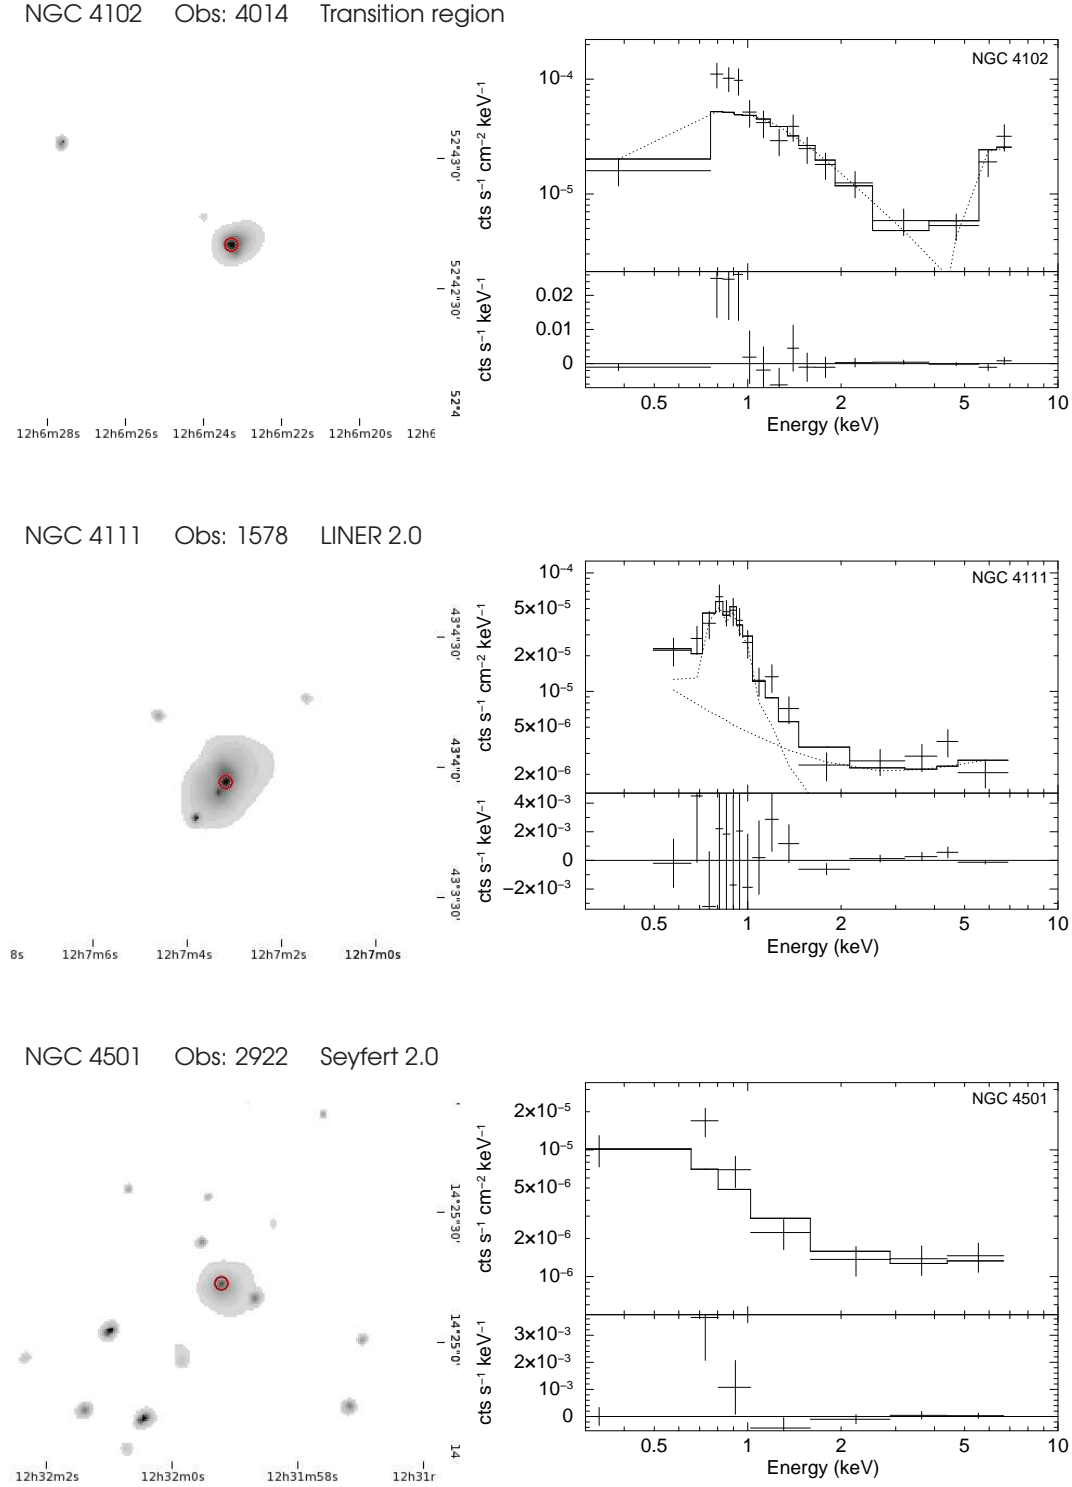 NGC 4102 Obs: 4014 Transition region
NGC 4102
cts s⁻¹ cm⁻² keV⁻¹
10⁻⁴
10⁻⁵
52°43'0"
52°42'30"
52°4
cts s⁻¹ keV⁻¹
0.02
0.01
0
0.5 1 2 5 10
Energy (keV)
12h6m28s 12h6m26s 12h6m24s 12h6m22s 12h6m20s 12h6
NGC 4111 Obs: 1578 LINER 2.0
NGC 4111
cts s⁻¹ cm⁻² keV⁻¹
10⁻⁴
5×10⁻⁵
2×10⁻⁵
10⁻⁵
5×10⁻⁶
2×10⁻⁶
43°4'30"
43°4'0"
43°3'30"
cts s⁻¹ keV⁻¹
4×10⁻³
2×10⁻³
0
−2×10⁻³
0.5 1 2 5 10
Energy (keV)
8s 12h7m6s 12h7m4s 12h7m2s 12h7m0s
NGC 4501 Obs: 2922 Seyfert 2.0
NGC 4501
cts s⁻¹ cm⁻² keV⁻¹
2×10⁻⁵
10⁻⁵
5×10⁻⁶
2×10⁻⁶
10⁻⁶
14°25'30"
14°25'0"
14
cts s⁻¹ keV⁻¹
3×10⁻³
2×10⁻³
10⁻³
0
0.5 1 2 5 10
Energy (keV)
12h32m2s 12h32m0s 12h31m58s 12h31